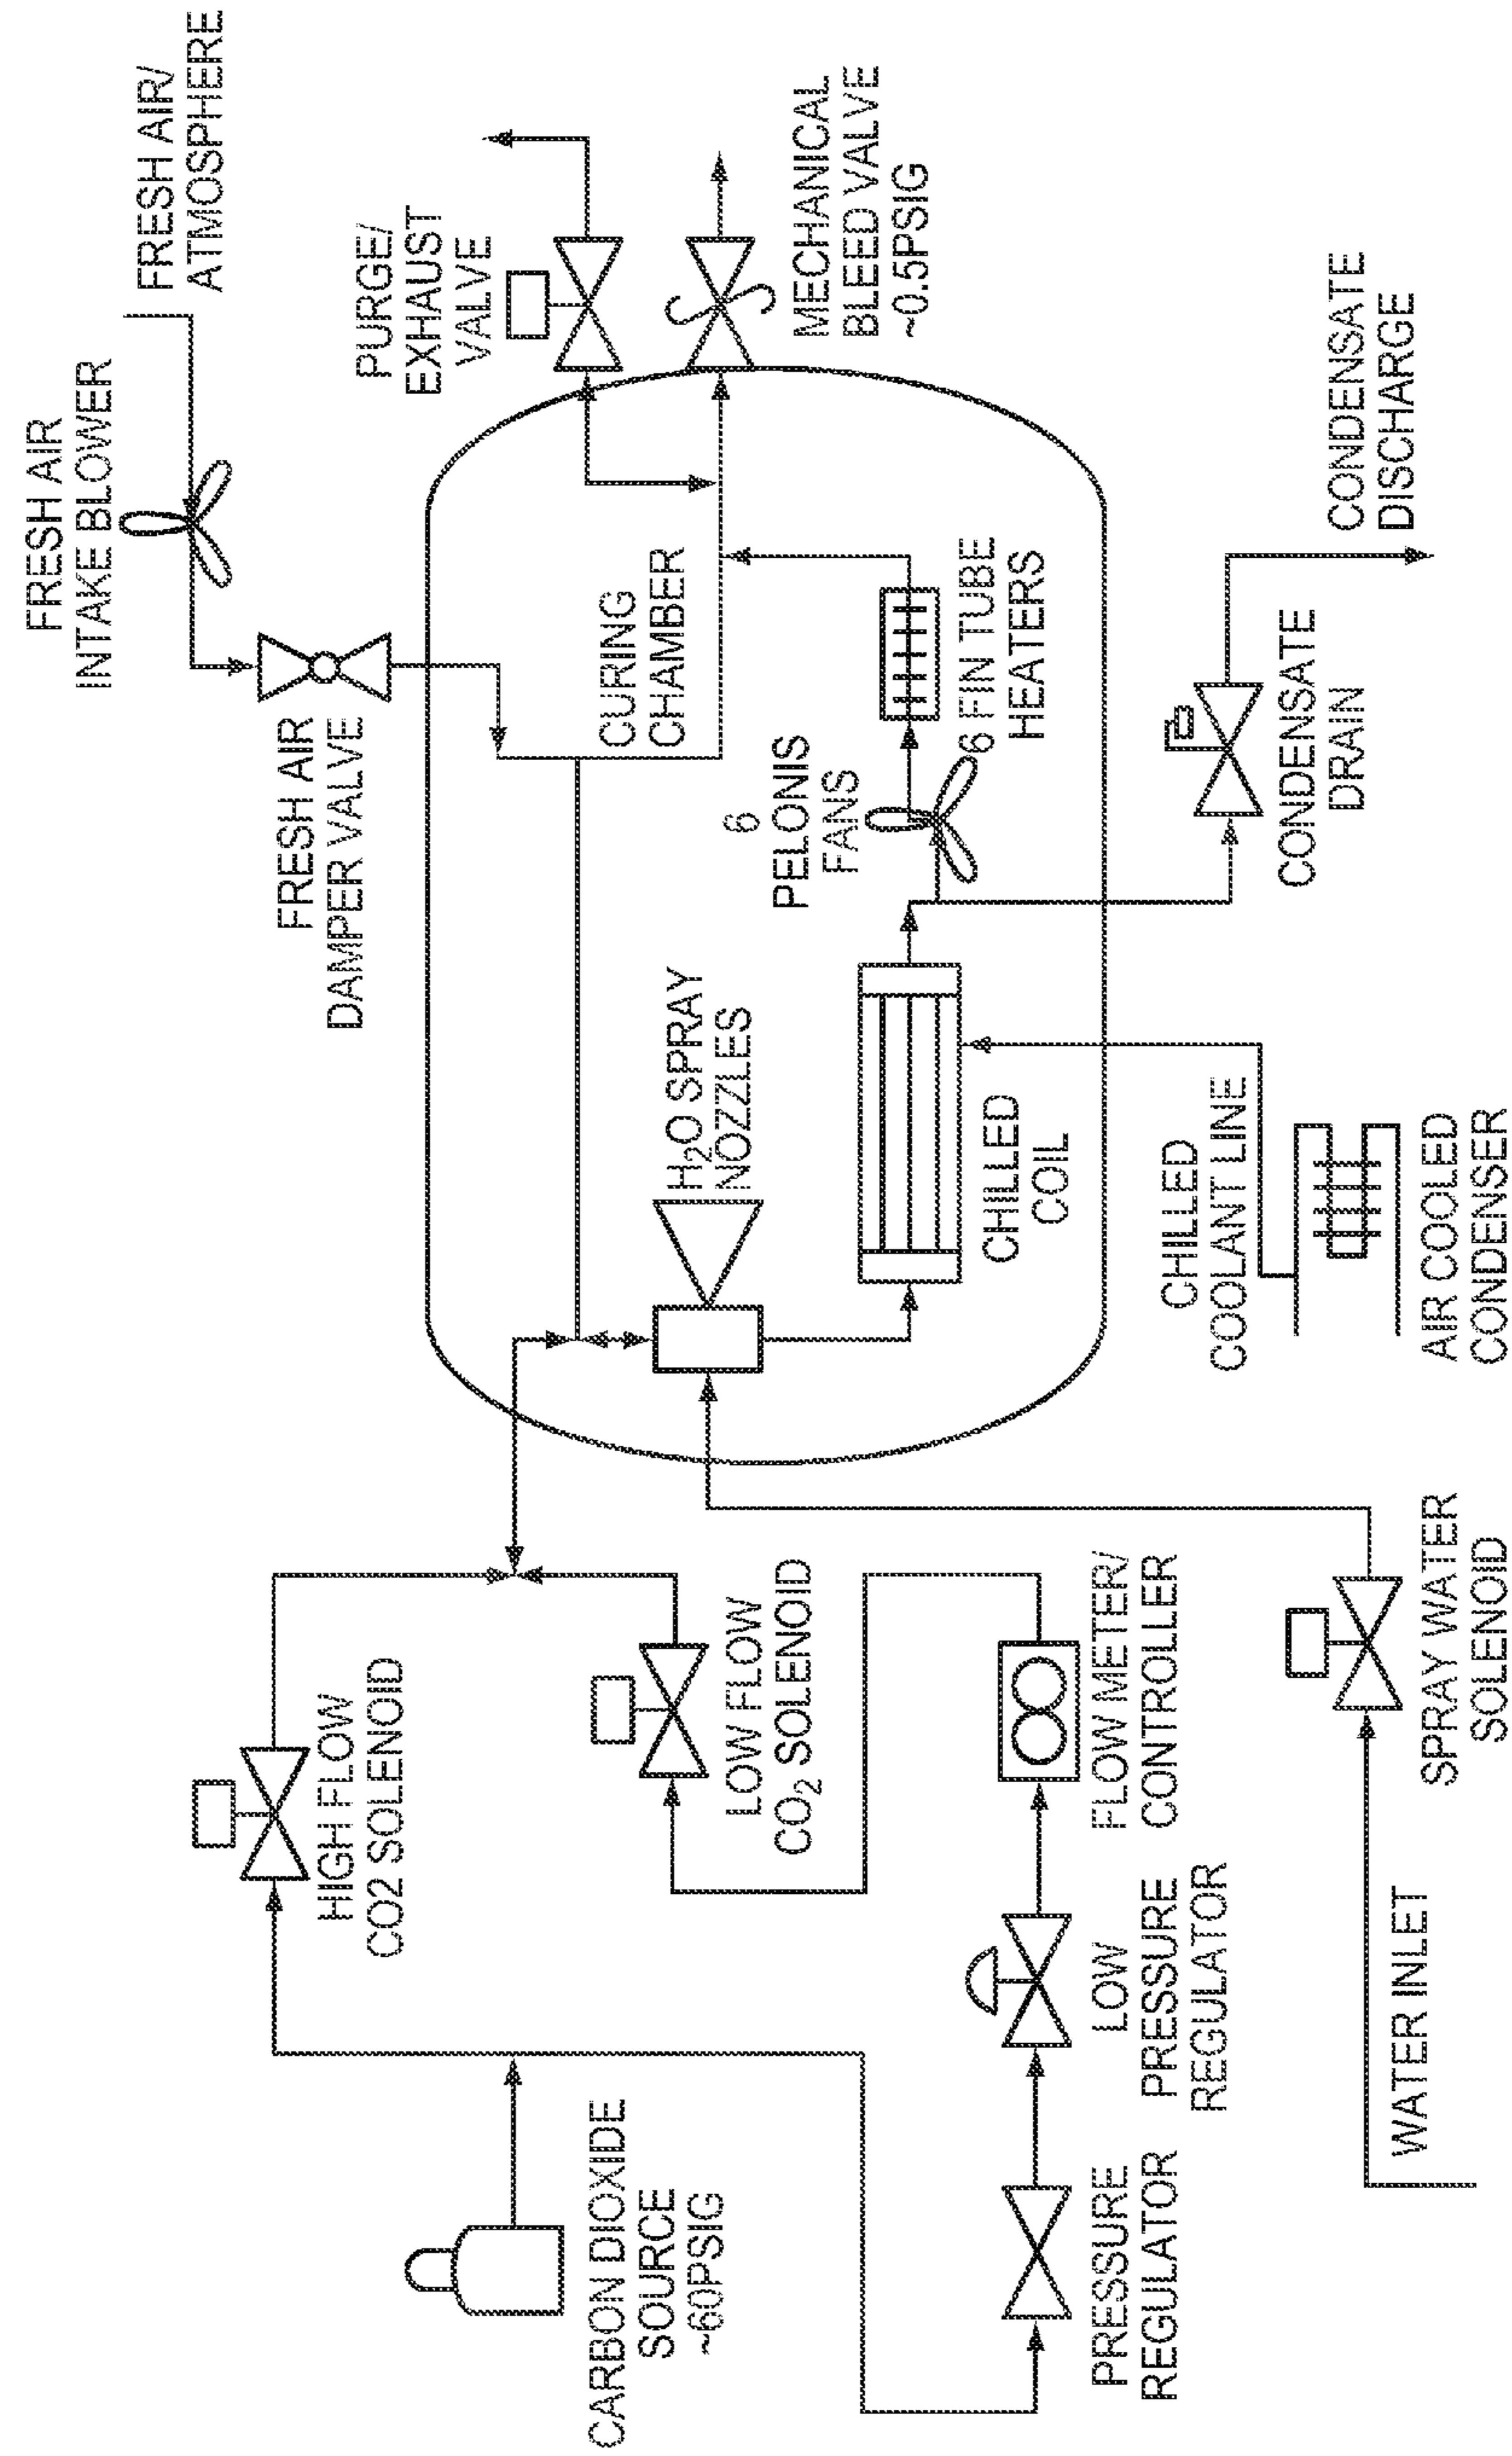 FRESH AIR/
ATMOSPHERE
FRESH AIR
INTAKE BLOWER
FRESH AIR
DAMPER VALVE
PURGE/
EXHAUST
VALVE
MECHANICAL
BLEED VALVE
~0.5PSIG
HIGH FLOW
CO2 SOLENOID
LOW FLOW
CO₂ SOLENOID
CARBON DIOXIDE
SOURCE
~60PSIG
CURING
CHAMBER
H₂O SPRAY
NOZZLES
6
PELONIS
FANS
6 FIN TUBE
HEATERS
CHILLED
COIL
PRESSURE
REGULATOR
LOW
PRESSURE
REGULATOR
FLOW METER/
CONTROLLER
CHILLED
COOLANT LINE
CONDENSATE
DRAIN
CONDENSATE
DISCHARGE
WATER INLET
SPRAY WATER
SOLENOID
AIR COOLED
CONDENSER